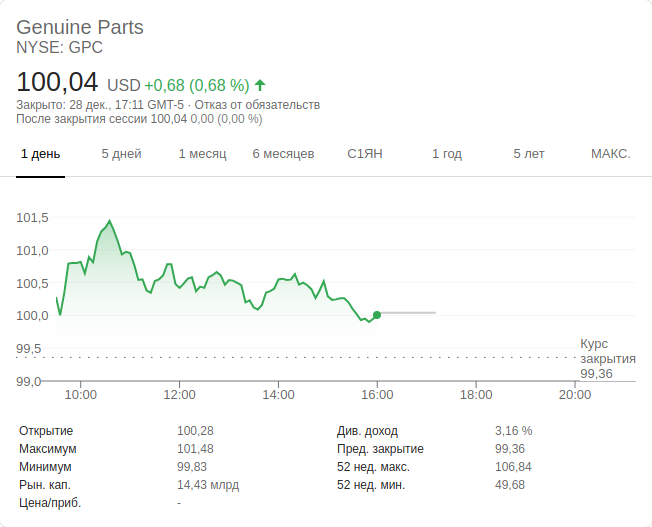 Genuine Parts
NYSE: GPC
100,04 USD +0,68 (0,68 %)
Закрыто: 28 дек., 17:11 GMT-5 · Отказ от обязательств
После закрытия сессии 100,04 0,00 (0,00 %)
1 день 5 дней 1 месяц 6 месяцев С1ЯН 1 год 5 лет МАКС.
101,5
101,0
100,5
100,0
99,5
Курс
закрытия
99,36
99,0
10:00 12:00 14:00 16:00 18:00 20:00
Открытие 100,28 Див. доход 3,16 %
Максимум 101,48 Пред. закрытие 99,36
Минимум 99,83 52 нед. макс. 106,84
Рын. кап. 14,43 млрд 52 нед. мин. 49,68
Цена/приб. -